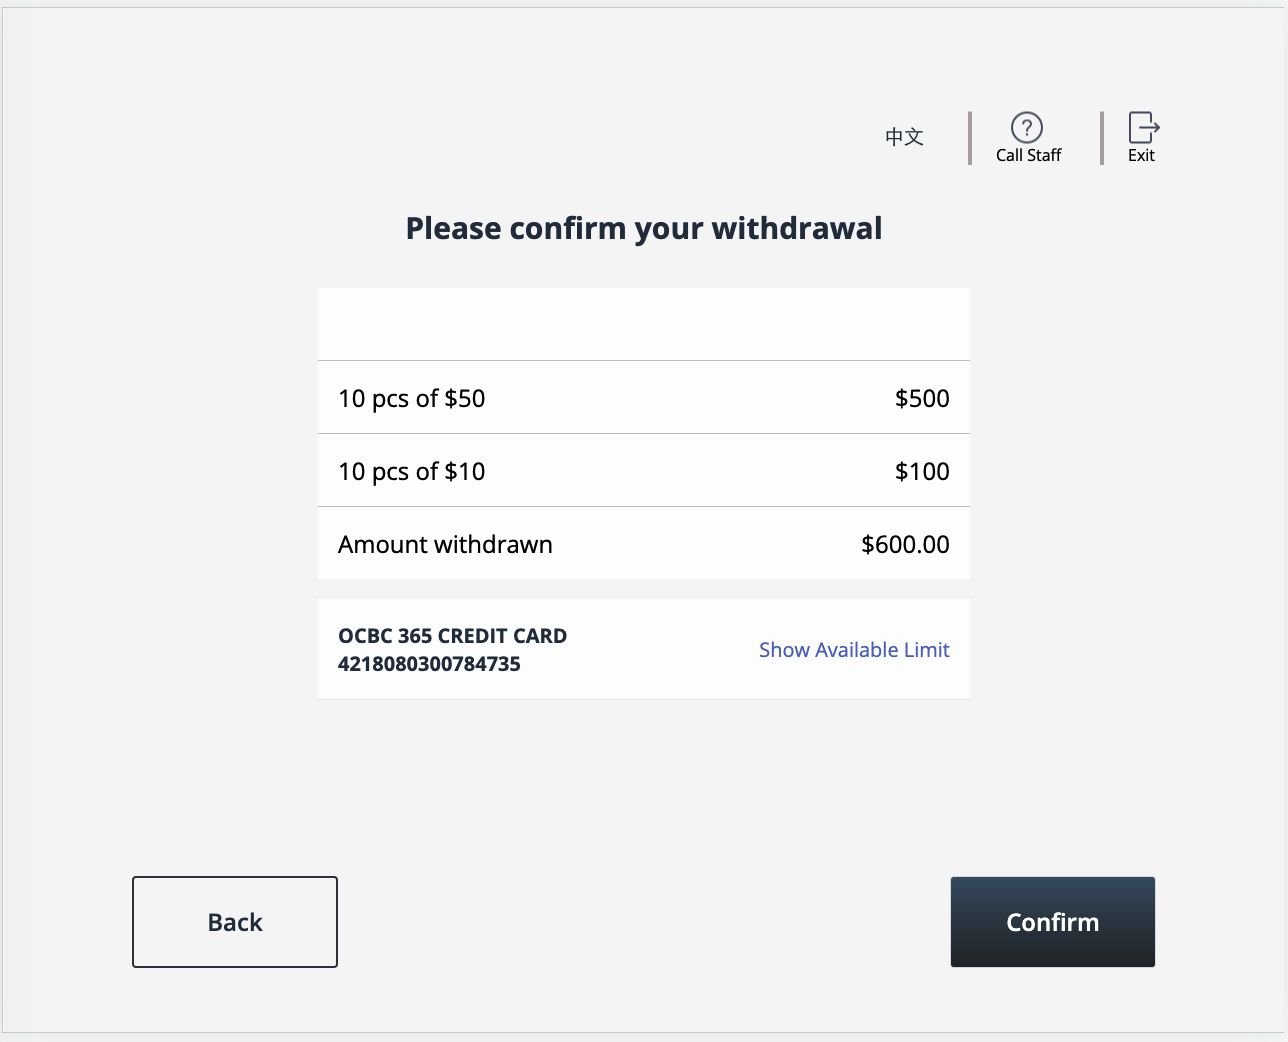 中文
Call Staff
Exit
Please confirm your withdrawal
10 pcs of $50 $500
10 pcs of $10 $100
Amount withdrawn $600.00
OCBC 365 CREDIT CARD
4218080300784735
Show Available Limit
Back
Confirm